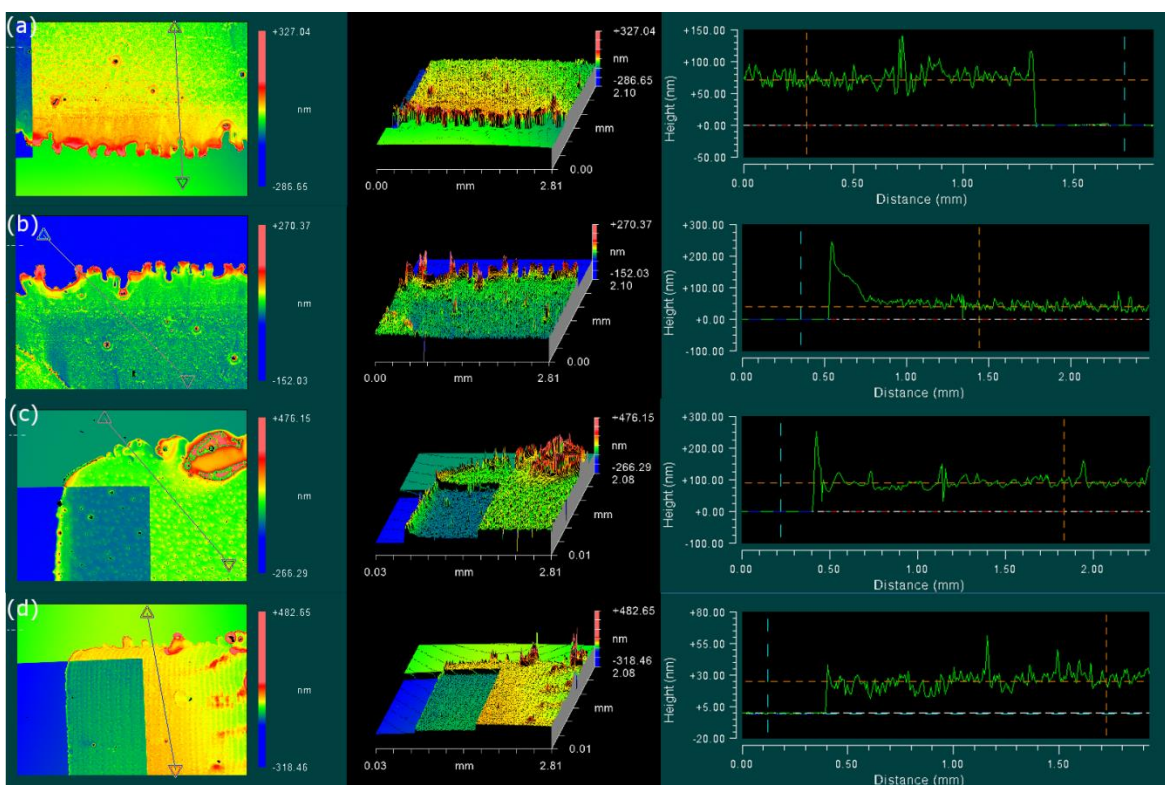 (a)
+327.04
nm
-286.65
+327.04
nm
-286.65
2.10
mm
0.00
0.00
mm
2.81
Height (nm)
+150.00
+100.00
+50.00
+0.00
-50.00
0.00
0.50
1.00
1.50
Distance (mm)
(b)
+270.37
nm
-152.03
+270.37
nm
-152.03
2.10
mm
0.00
0.00
mm
2.81
Height (nm)
+300.00
+200.00
+100.00
+0.00
-100.00
0.00
0.50
1.00
1.50
2.00
Distance (mm)
(c)
+476.15
nm
-266.29
+476.15
nm
-266.29
2.08
mm
0.01
0.03
mm
2.81
Height (nm)
+300.00
+200.00
+100.00
+0.00
-100.00
0.00
0.50
1.00
1.50
2.00
Distance (mm)
(d)
+482.65
nm
-318.46
+482.65
nm
-318.46
2.08
mm
0.01
0.03
mm
2.81
Height (nm)
+80.00
+55.00
+30.00
+5.00
-20.00
0.00
0.50
1.00
1.50
Distance (mm)